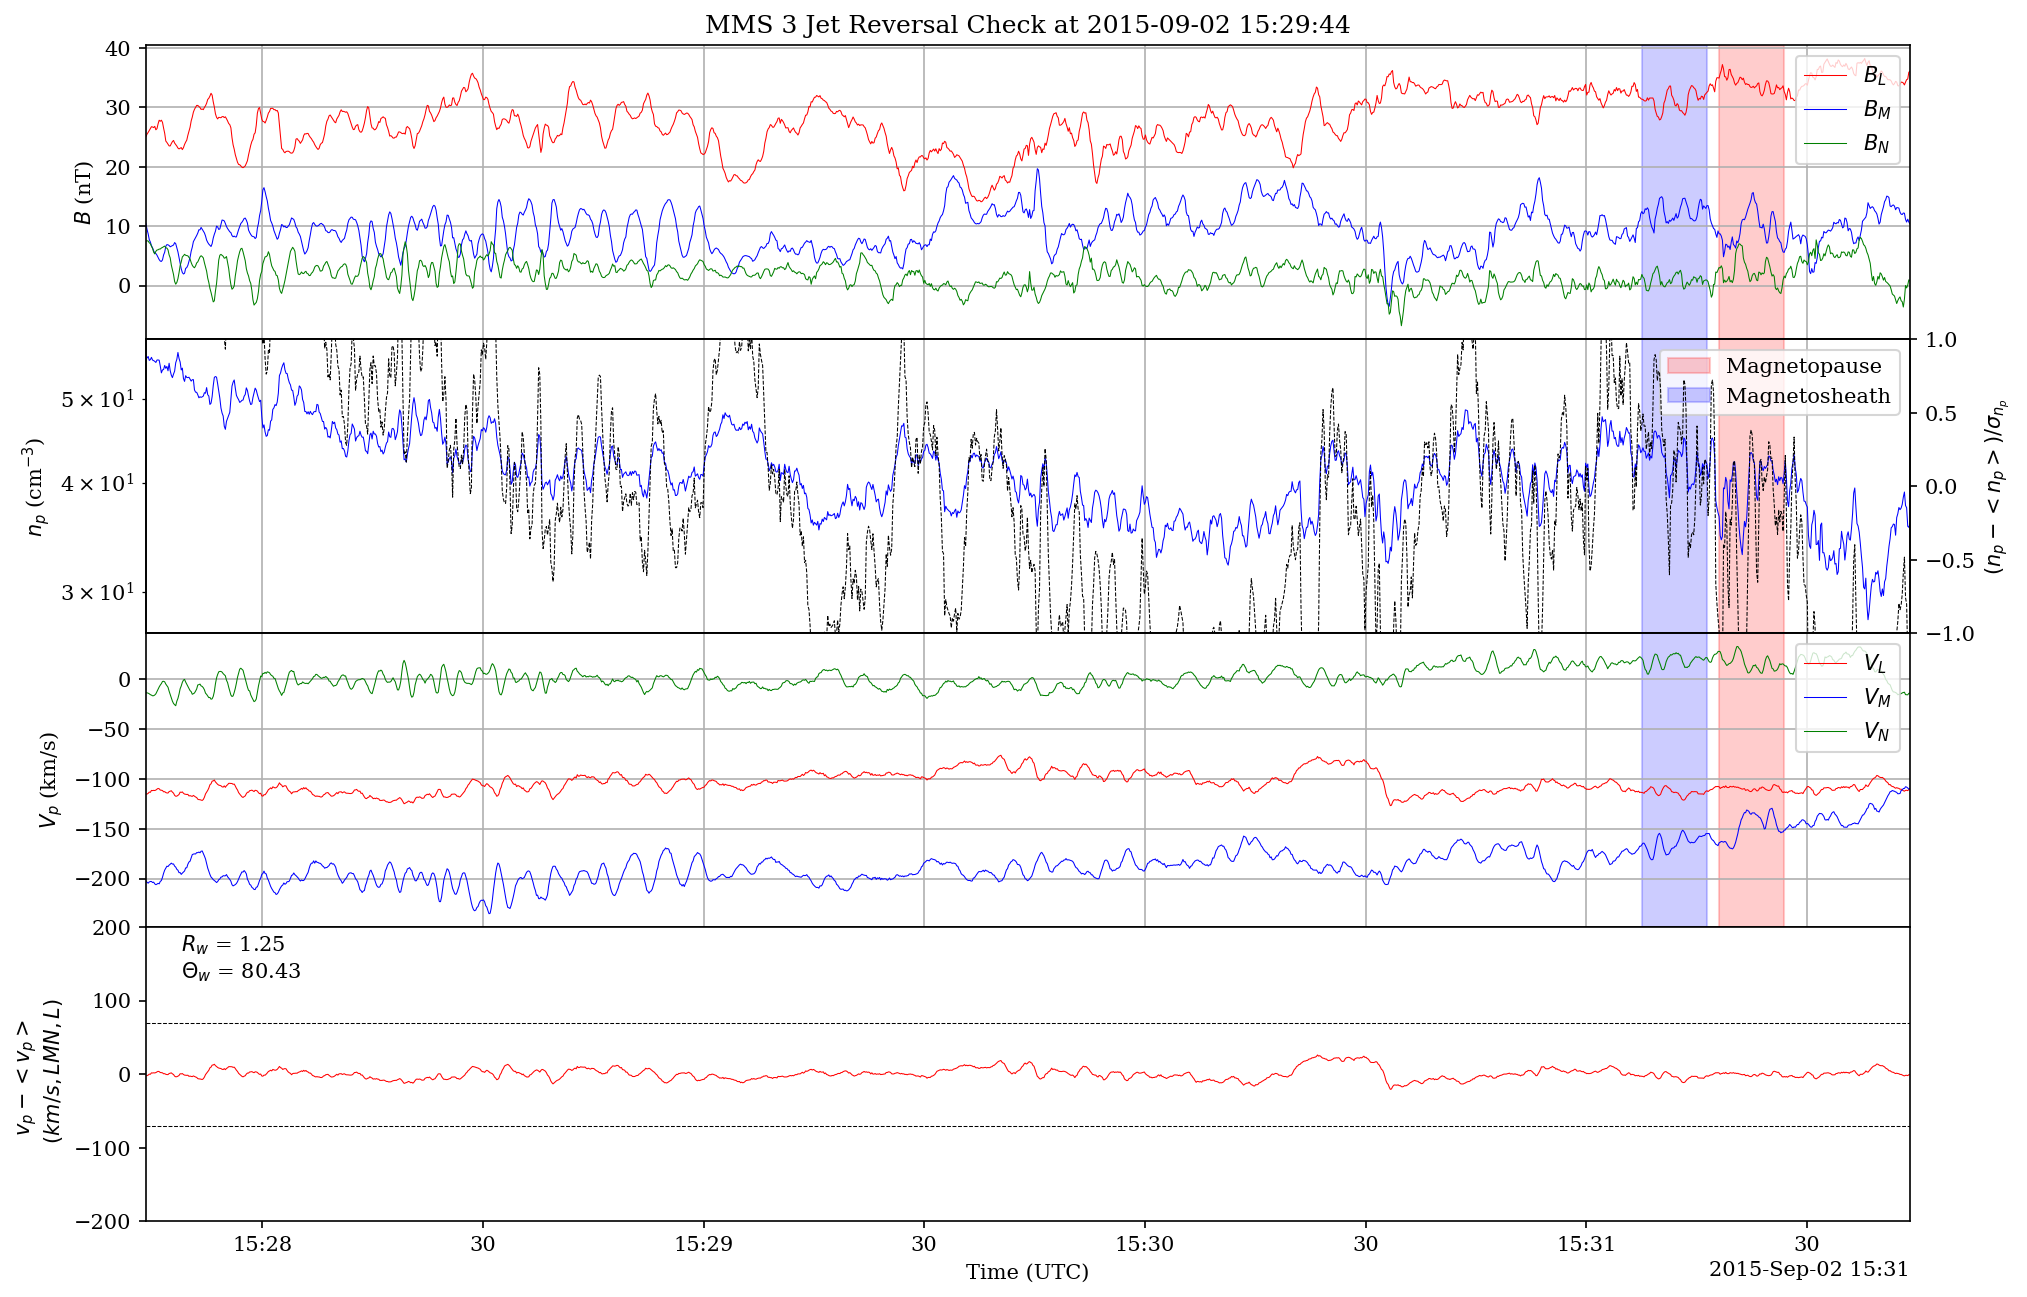 MMS 3 Jet Reversal Check at 2015-09-02 15:29:44
40
30
20
10
0
B (nT)
B_L
B_M
B_N
5 × 10^1
4 × 10^1
3 × 10^1
n_p (cm^{-3})
Magnetopause
Magnetosheath
1.0
0.5
0.0
−0.5
−1.0
(n_p − < n_p >)/σ_{n_p}
0
−50
−100
−150
−200
V_p (km/s)
V_L
V_M
V_N
R_w = 1.25
Θ_w = 80.43
200
100
0
−100
−200
v_p − < v_p >
(km/s, LMN, L)
15:28
30
15:29
30
15:30
30
15:31
30
Time (UTC)
2015-Sep-02 15:31